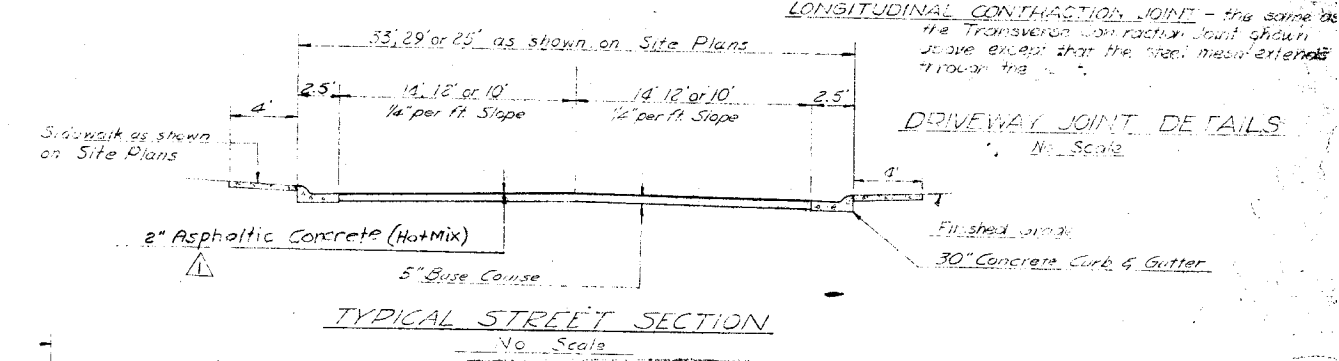 LONGITUDINAL CONTRACTION JOINT - the same as
the Transverse Contraction Joint shown
above except that the steel mesh extends
through the
33', 29' or 25' as shown on Site Plans
2.5' 14', 12' or 10' 14' 12' or 10' 2.5'
4' 1/4" per ft. Slope 1/4" per ft. Slope
DRIVEWAY JOINT DETAILS
No Scale
Sidewalk as shown
on Site Plans
4'
2" Asphaltic Concrete (Hot Mix)
1
Finished Grade
30" Concrete Curb & Gutter
5" Base Course
TYPICAL STREET SECTION
No Scale